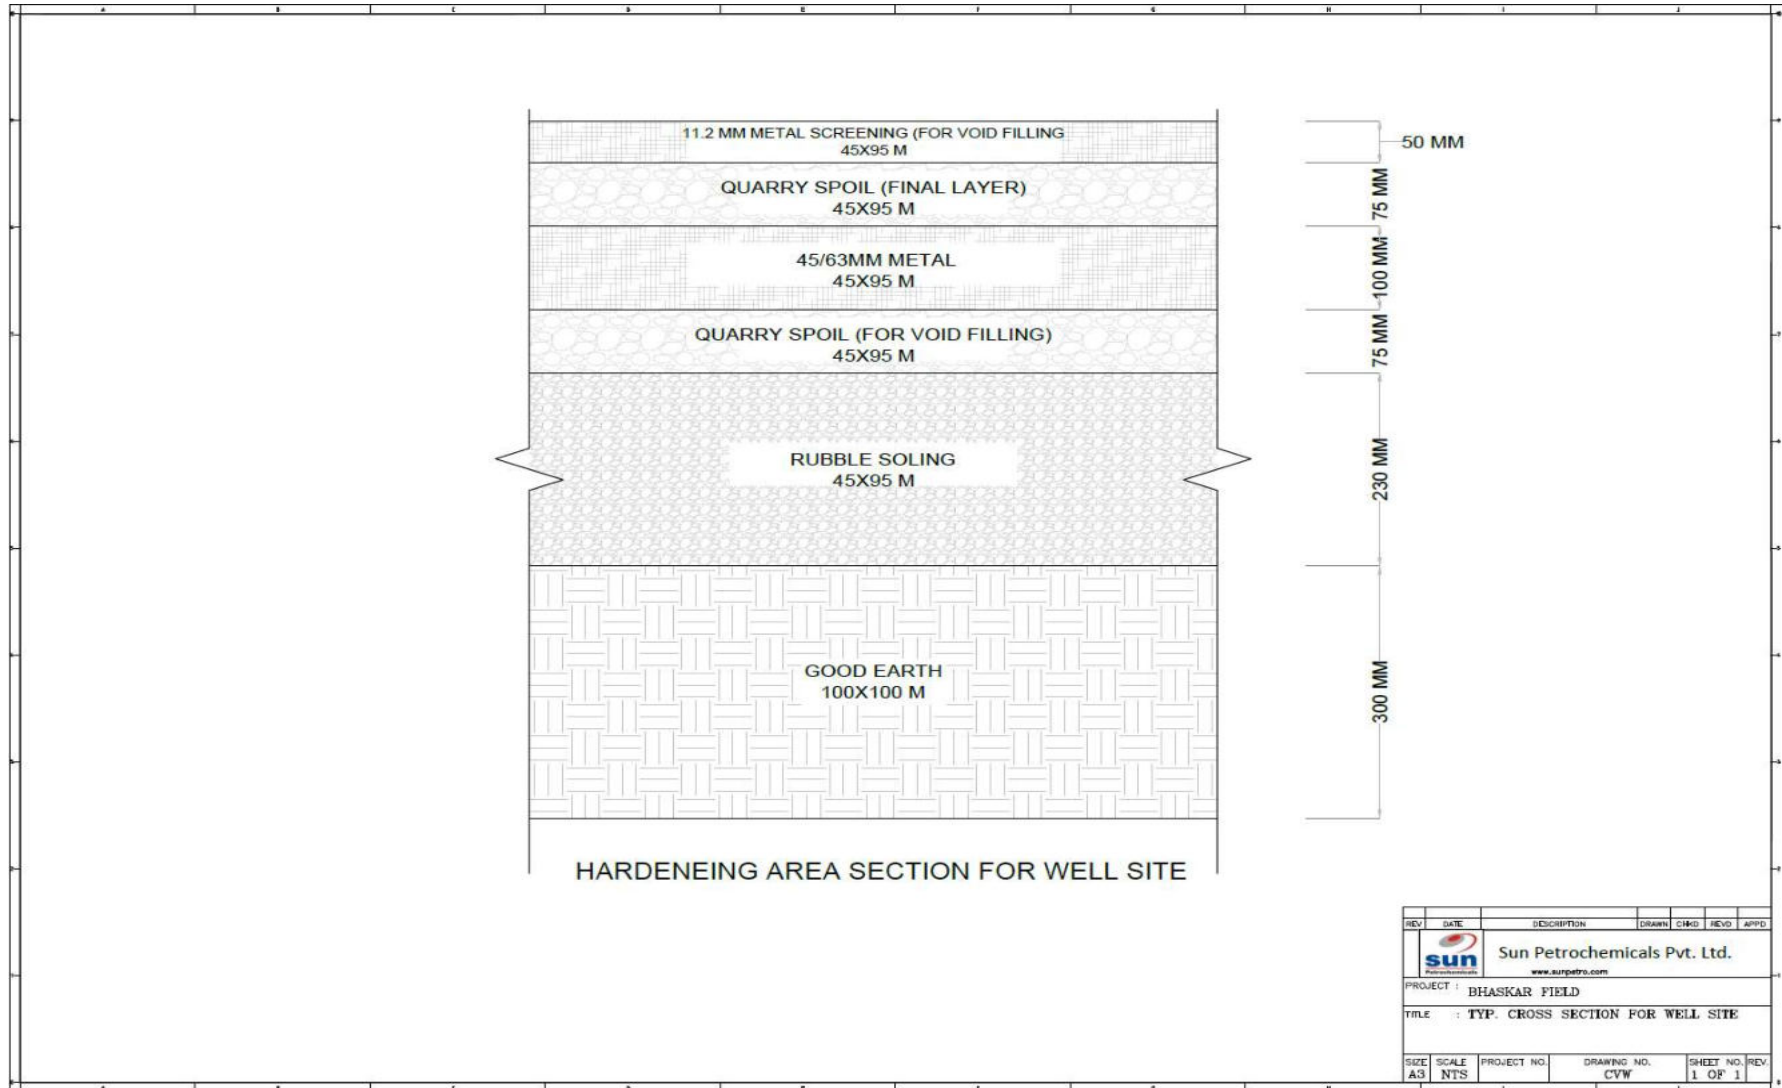 11.2 MM METAL SCREENING (FOR VOID FILLING
45X95 M
50 MM
QUARRY SPOIL (FINAL LAYER)
45X95 M
75 MM
45/63MM METAL
45X95 M
100 MM
QUARRY SPOIL (FOR VOID FILLING)
45X95 M
75 MM
RUBBLE SOLING
45X95 M
230 MM
GOOD EARTH
100X100 M
300 MM
HARDENEING AREA SECTION FOR WELL SITE
REV DATE DESCRIPTION DRAWN CHKD REVD APPD
sun
Petrochemicals
Sun Petrochemicals Pvt. Ltd.
www.sunpetro.com
PROJECT : BHASKAR FIELD
TITLE : TYP. CROSS SECTION FOR WELL SITE
SIZE SCALE PROJECT NO. DRAWING NO. SHEET NO. REV.
A3 NTS CVW 1 OF 1